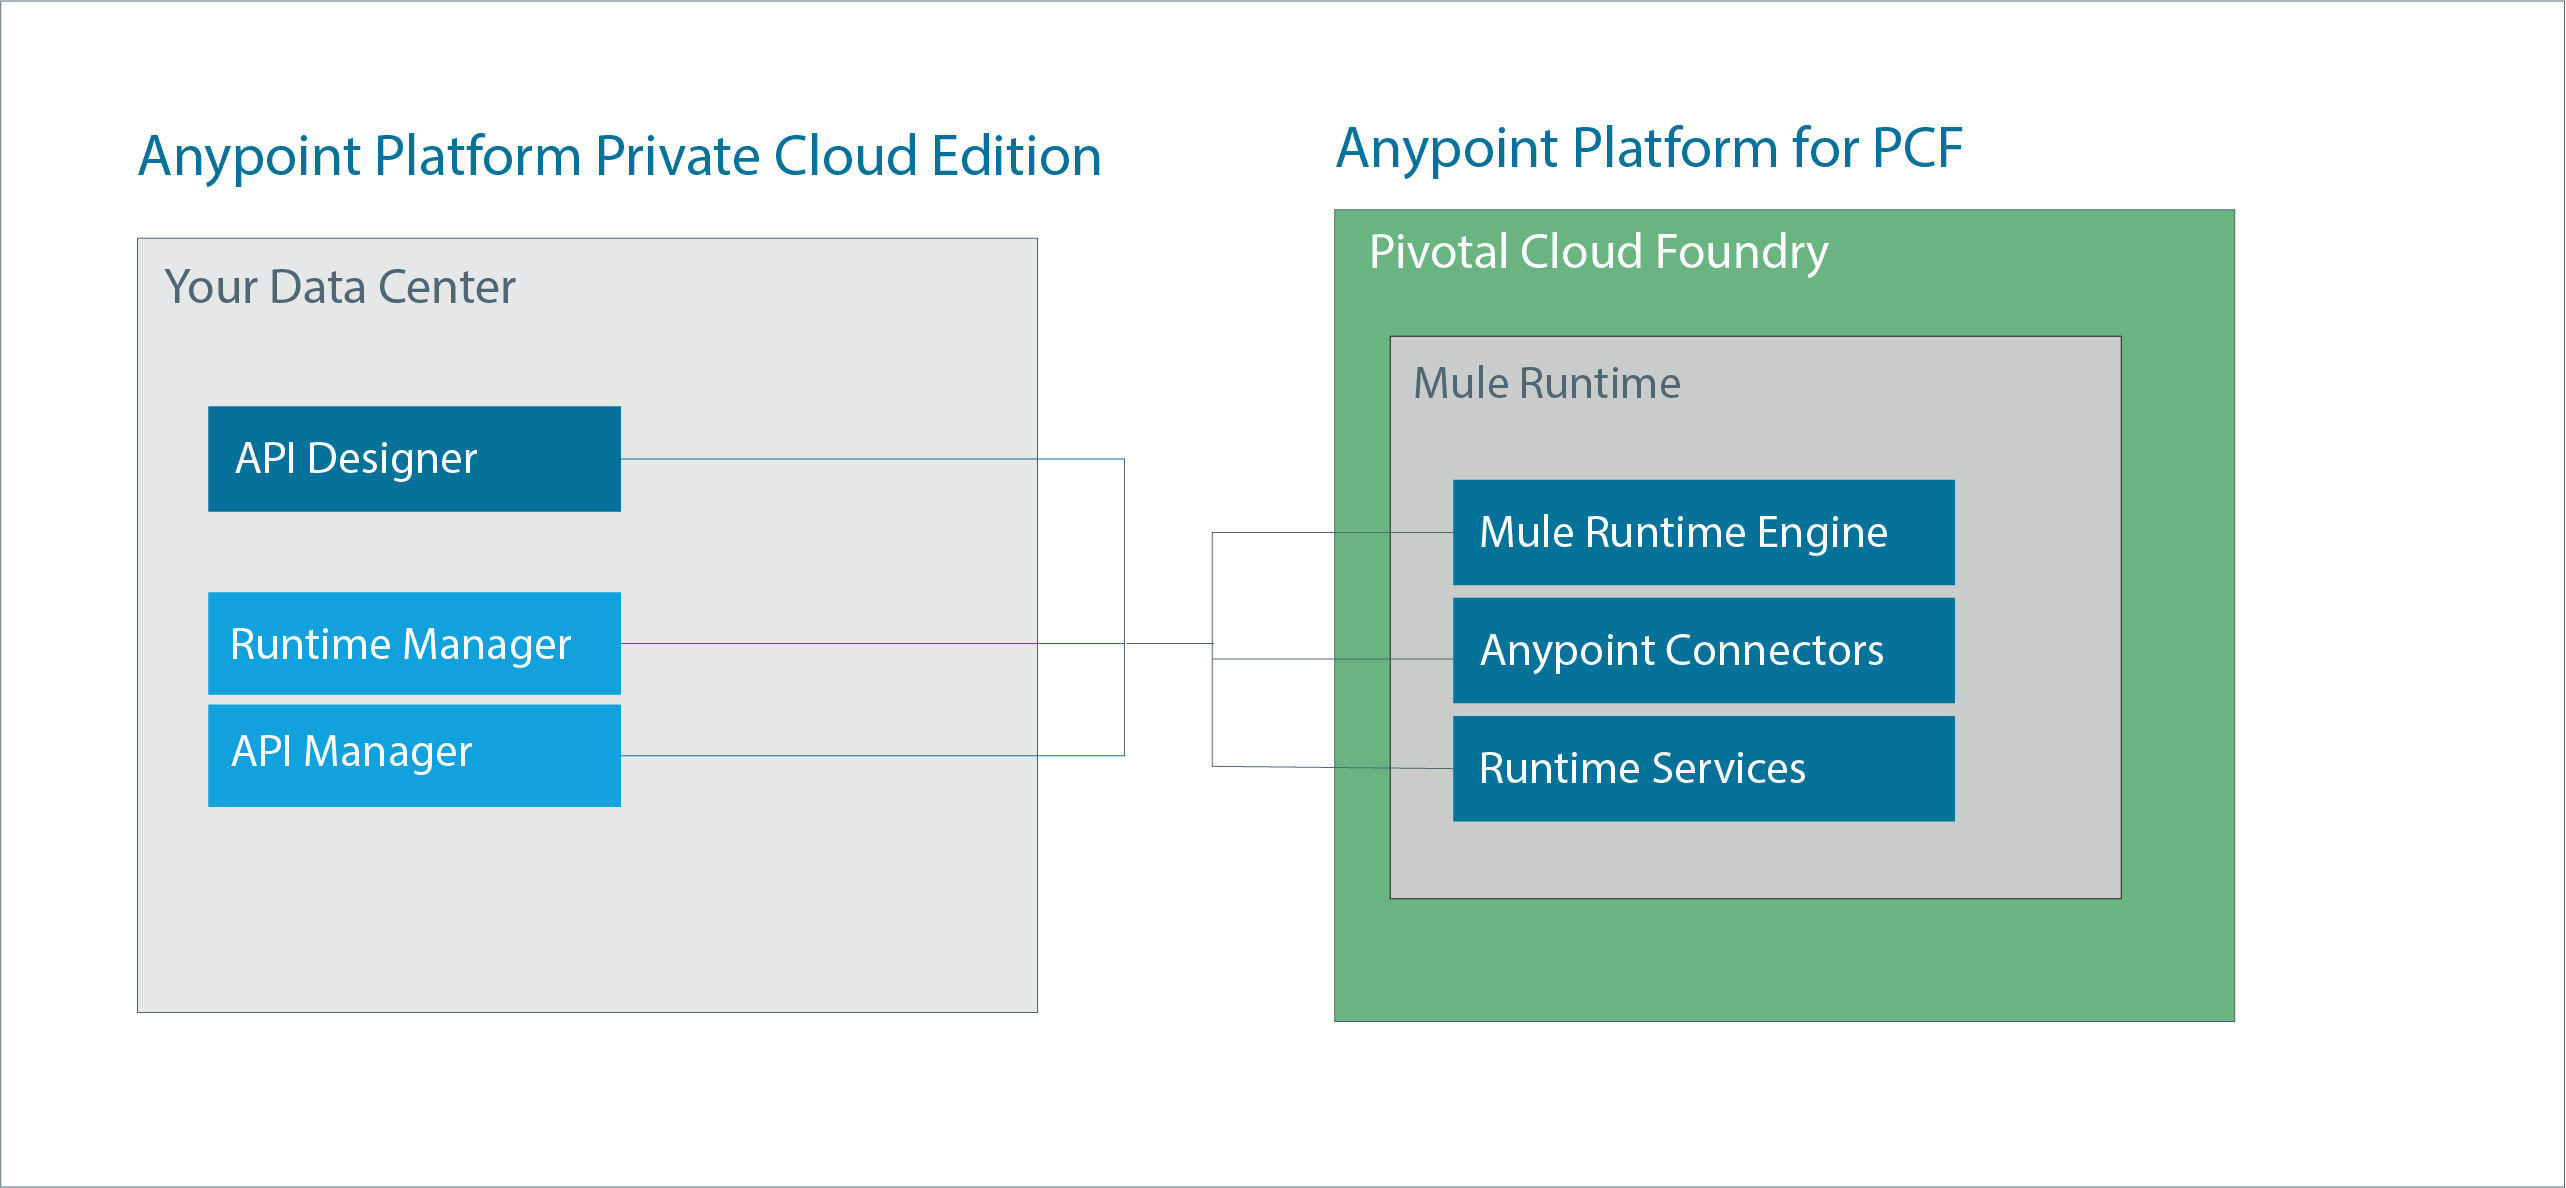 Anypoint Platform Private Cloud Edition
Your Data Center
API Designer
Runtime Manager
API Manager
Anypoint Platform for PCF
Pivotal Cloud Foundry
Mule Runtime
Mule Runtime Engine
Anypoint Connectors
Runtime Services